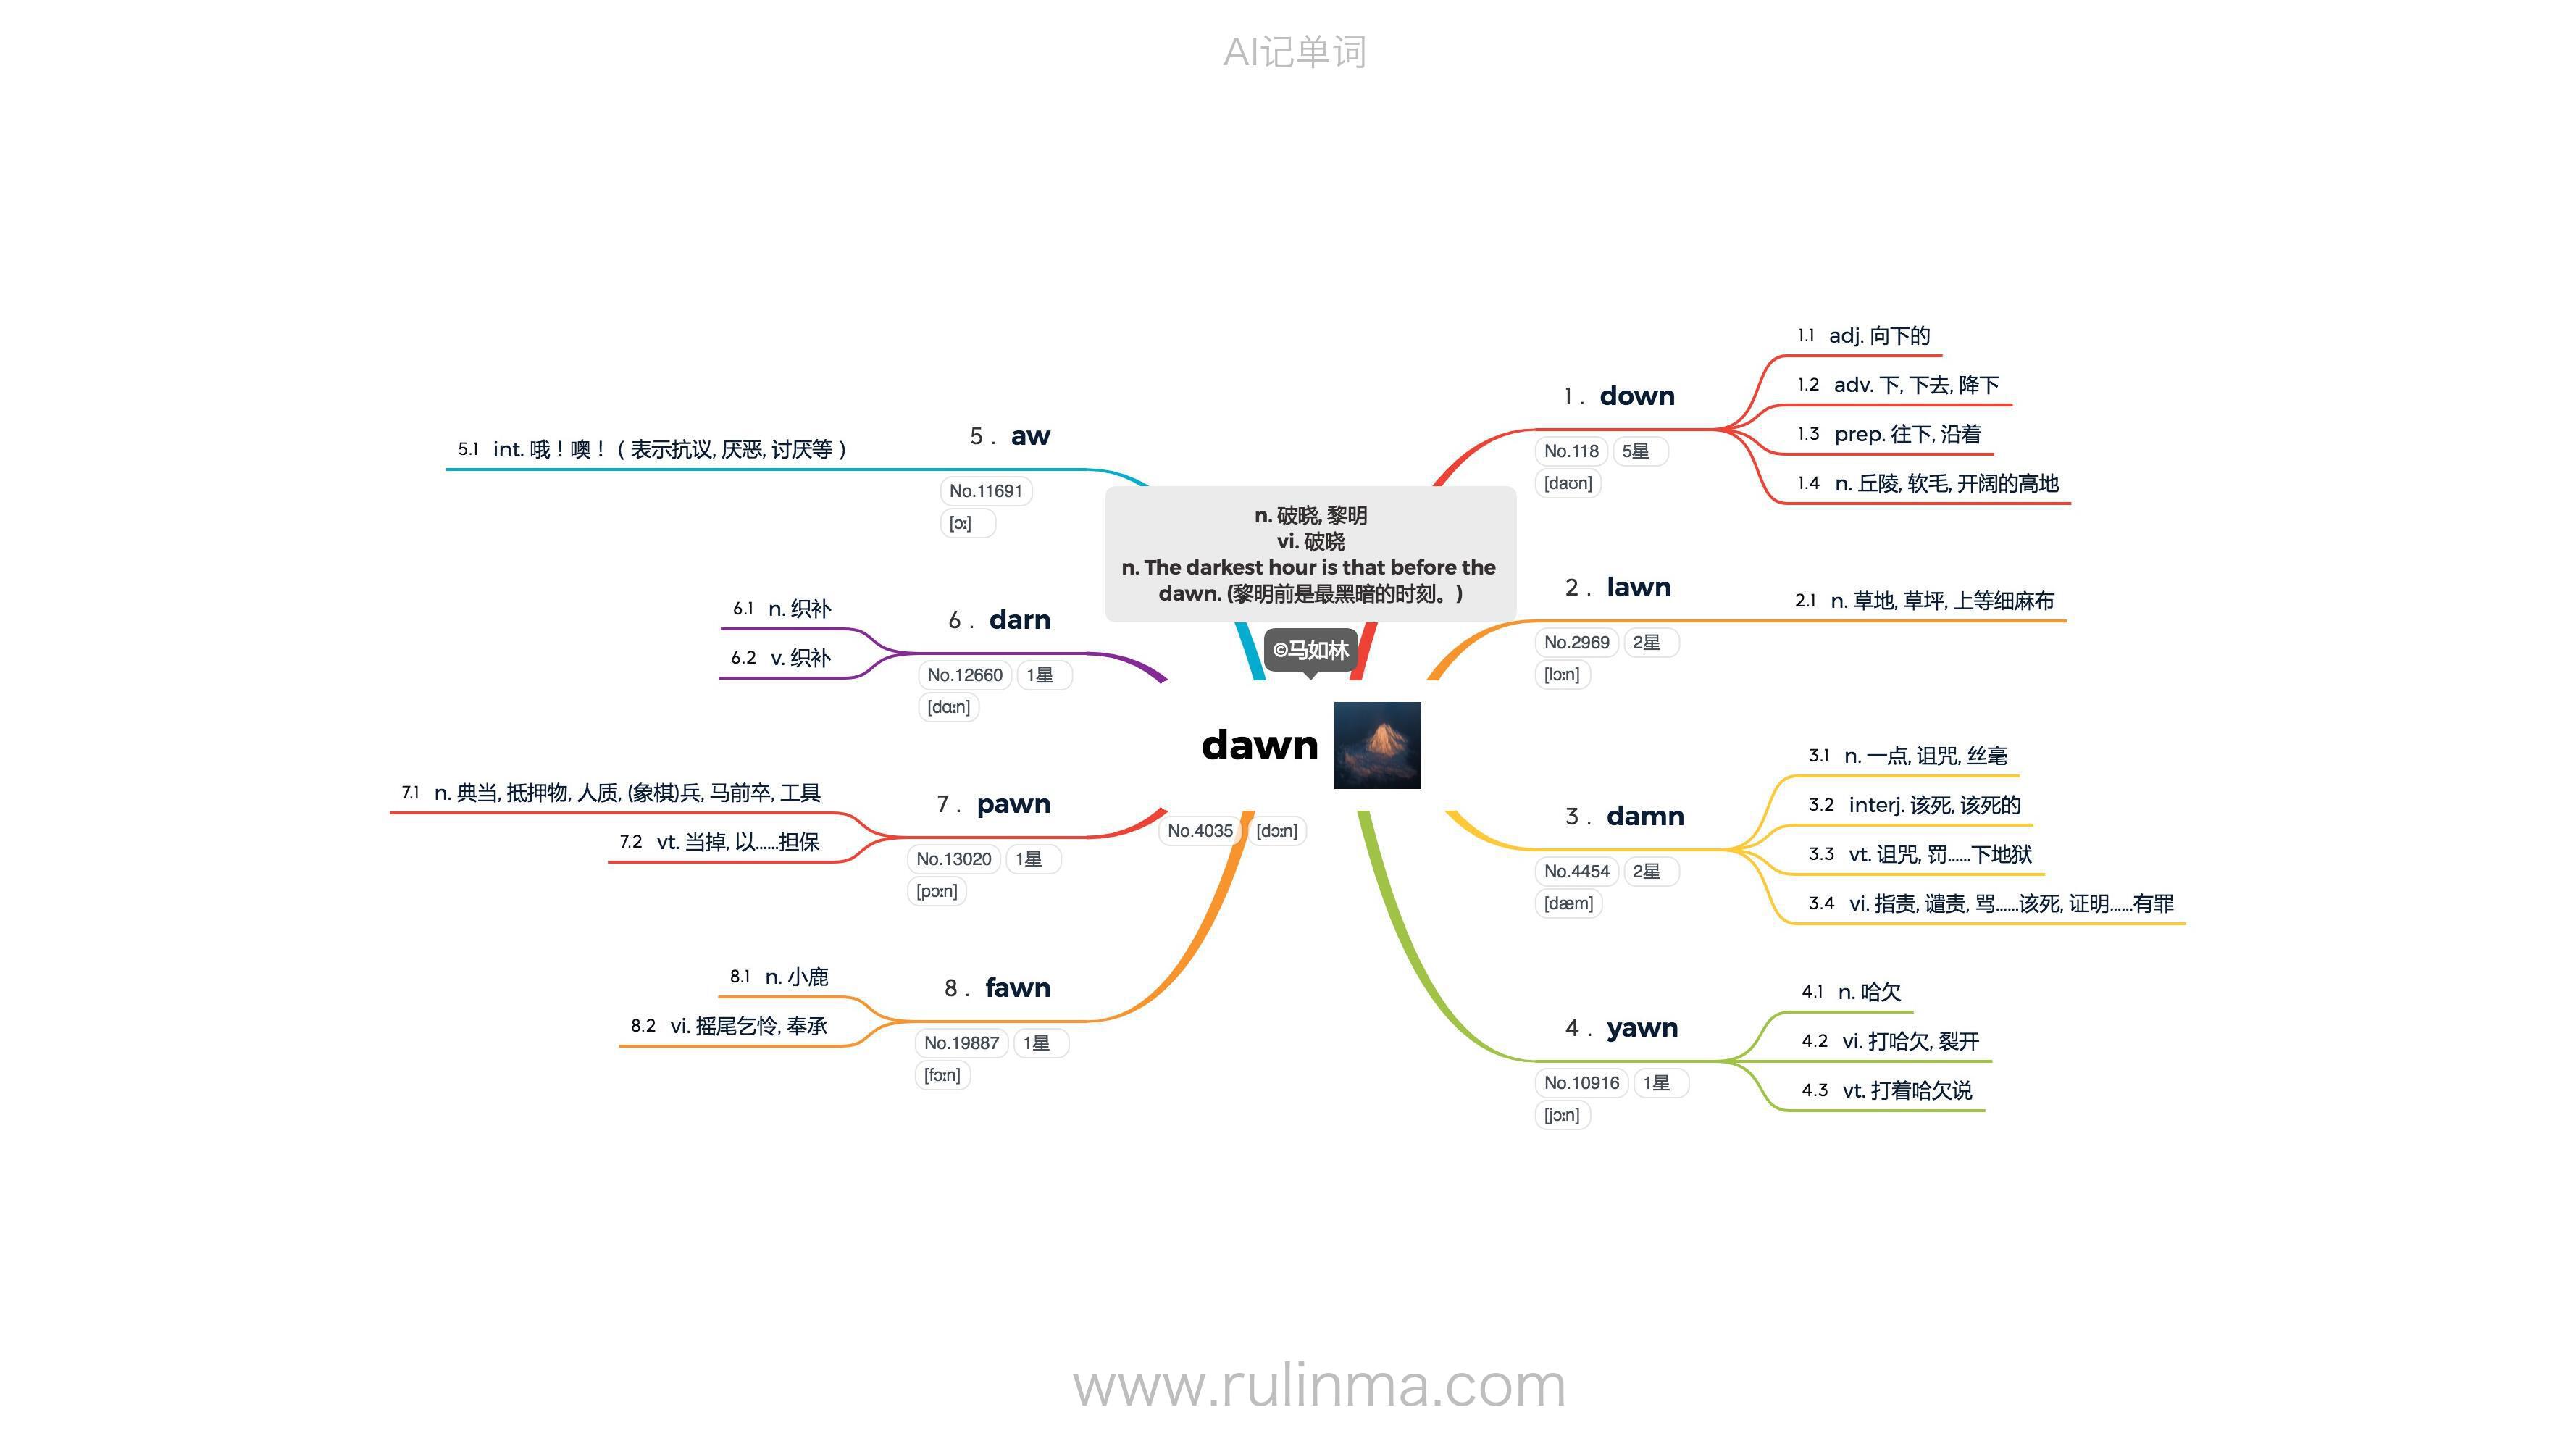 AI记单词
n. 破晓, 黎明
vi. 破晓
n. The darkest hour is that before the
dawn. (黎明前是最黑暗的时刻。)
©马如林
dawn
No.4035 [dɔːn]
1. down
No.118 5星
[daʊn]
1.1 adj. 向下的
1.2 adv. 下, 下去, 降下
1.3 prep. 往下, 沿着
1.4 n. 丘陵, 软毛, 开阔的高地
2. lawn
No.2969 2星
[lɔːn]
2.1 n. 草地, 草坪, 上等细麻布
3. damn
No.4454 2星
[dæm]
3.1 n. 一点, 诅咒, 丝毫
3.2 interj. 该死, 该死的
3.3 vt. 诅咒, 罚......下地狱
3.4 vi. 指责, 谴责, 骂......该死, 证明......有罪
4. yawn
No.10916 1星
[jɔːn]
4.1 n. 哈欠
4.2 vi. 打哈欠, 裂开
4.3 vt. 打着哈欠说
5. aw
No.11691
[ɔː]
5.1 int. 哦！噢！（表示抗议, 厌恶, 讨厌等）
6. darn
No.12660 1星
[dɑːn]
6.1 n. 织补
6.2 v. 织补
7. pawn
No.13020 1星
[pɔːn]
7.1 n. 典当, 抵押物, 人质, (象棋)兵, 马前卒, 工具
7.2 vt. 当掉, 以......担保
8. fawn
No.19887 1星
[fɔːn]
8.1 n. 小鹿
8.2 vi. 摇尾乞怜, 奉承
www.rulinma.com